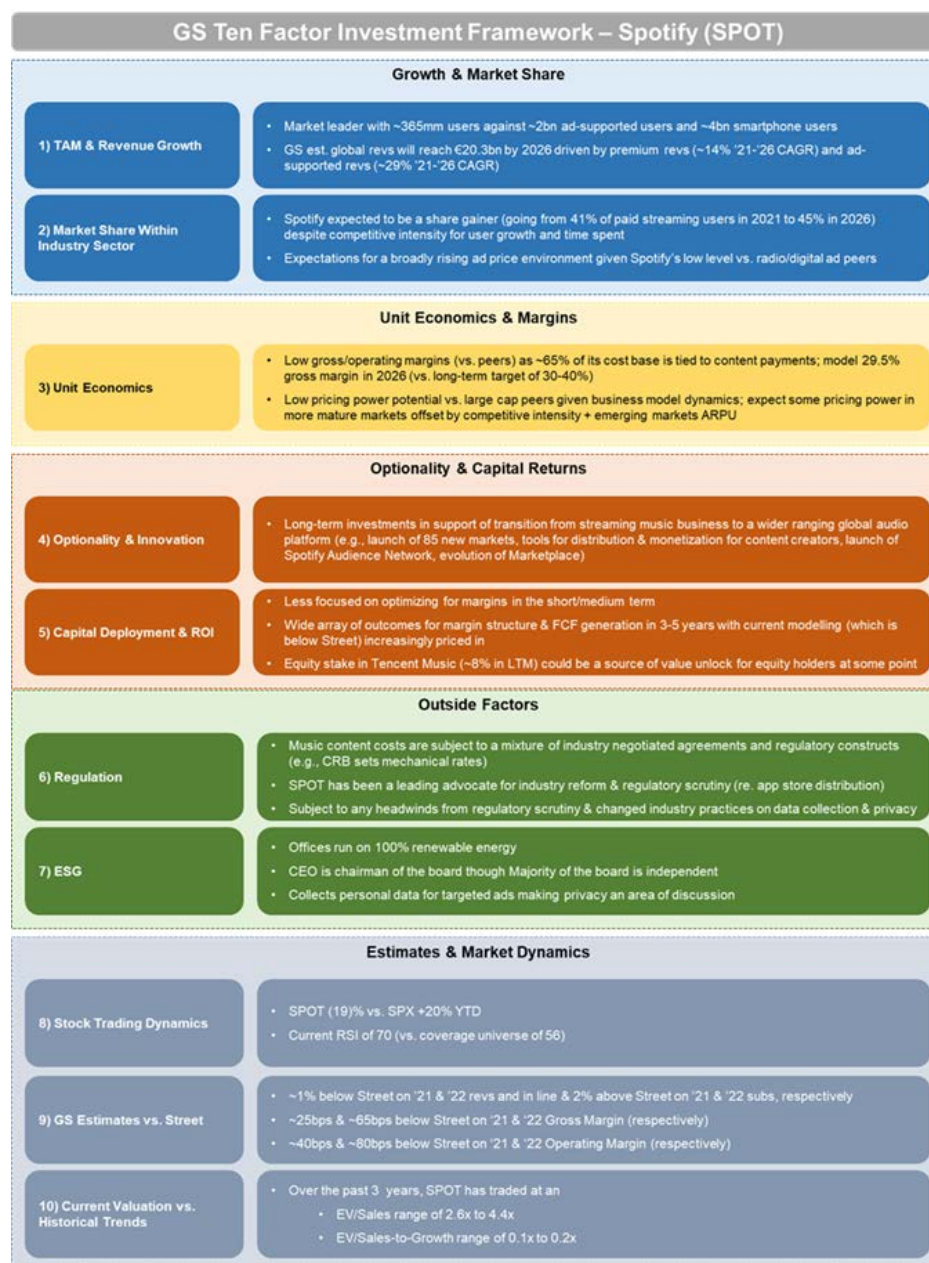 GS Ten Factor Investment Framework – Spotify (SPOT)
Growth & Market Share
1) TAM & Revenue Growth
• Market leader with ~365mm users against ~2bn ad-supported users and ~4bn smartphone users
• GS est. global revs will reach €20.3bn by 2026 driven by premium revs (~14% '21-'26 CAGR) and ad-
supported revs (~29% '21-'26 CAGR)
2) Market Share Within
Industry Sector
• Spotify expected to be a share gainer (going from 41% of paid streaming users in 2021 to 45% in 2026)
despite competitive intensity for user growth and time spent
• Expectations for a broadly rising ad price environment given Spotify's low level vs. radio/digital ad peers
Unit Economics & Margins
3) Unit Economics
• Low gross/operating margins (vs. peers) as ~65% of its cost base is tied to content payments; model 29.5%
gross margin in 2026 (vs. long-term target of 30-40%)
• Low pricing power potential vs. large cap peers given business model dynamics; expect some pricing power in
more mature markets offset by competitive intensity + emerging markets ARPU
Optionality & Capital Returns
4) Optionality & Innovation
• Long-term investments in support of transition from streaming music business to a wider ranging global audio
platform (e.g., launch of 85 new markets, tools for distribution & monetization for content creators, launch of
Spotify Audience Network, evolution of Marketplace)
5) Capital Deployment & ROI
• Less focused on optimizing for margins in the short/medium term
• Wide array of outcomes for margin structure & FCF generation in 3-5 years with current modelling (which is
below Street) increasingly priced in
• Equity stake in Tencent Music (~8% in LTM) could be a source of value unlock for equity holders at some point
Outside Factors
6) Regulation
• Music content costs are subject to a mixture of industry negotiated agreements and regulatory constructs
(e.g., CRB sets mechanical rates)
• SPOT has been a leading advocate for industry reform & regulatory scrutiny (re. app store distribution)
• Subject to any headwinds from regulatory scrutiny & changed industry practices on data collection & privacy
7) ESG
• Offices run on 100% renewable energy
• CEO is chairman of the board though Majority of the board is independent
• Collects personal data for targeted ads making privacy an area of discussion
Estimates & Market Dynamics
8) Stock Trading Dynamics
• SPOT (19)% vs. SPX +20% YTD
• Current RSI of 70 (vs. coverage universe of 56)
9) GS Estimates vs. Street
• ~1% below Street on '21 & '22 revs and in line & 2% above Street on '21 & '22 subs, respectively
• ~25bps & ~65bps below Street on '21 & '22 Gross Margin (respectively)
• ~40bps & ~80bps below Street on '21 & '22 Operating Margin (respectively)
10) Current Valuation vs.
Historical Trends
• Over the past 3 years, SPOT has traded at an
• EV/Sales range of 2.6x to 4.4x
• EV/Sales-to-Growth range of 0.1x to 0.2x